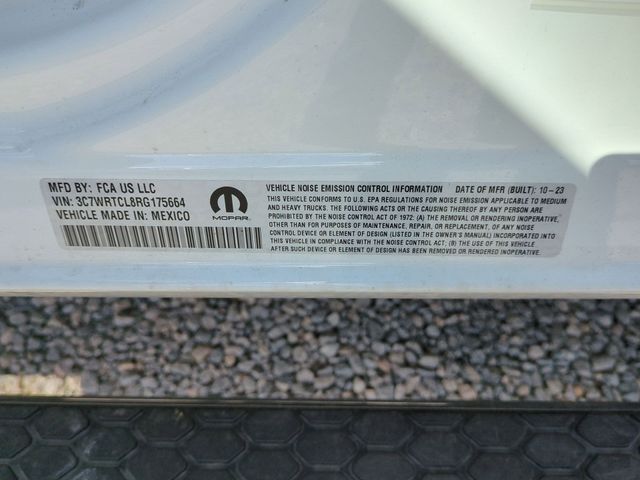 MFD BY: FCA US LLC
VIN: 3C7WRTCL8RG175664
VEHICLE MADE IN: MEXICO
MOPAR
VEHICLE NOISE EMISSION CONTROL INFORMATION DATE OF MFR (BUILT): 10-23
THIS VEHICLE CONFORMS TO U.S. EPA REGULATIONS FOR NOISE EMISSION APPLICABLE TO MEDIUM
AND HEAVY TRUCKS. THE FOLLOWING ACTS OR THE CAUSING THEREOF BY ANY PERSON ARE
PROHIBITED BY THE NOISE CONTROL ACT OF 1972: (A) THE REMOVAL OR RENDERING INOPERATIVE,
OTHER THAN FOR PURPOSES OF MAINTENANCE, REPAIR, OR REPLACEMENT, OF ANY NOISE
CONTROL DEVICE OR ELEMENT OF DESIGN (LISTED IN THE OWNER'S MANUAL) INCORPORATED INTO
THIS VEHICLE IN COMPLIANCE WITH THE NOISE CONTROL ACT; (B) THE USE OF THIS VEHICLE
AFTER SUCH DEVICE OR ELEMENT OF DESIGN HAS BEEN REMOVED OR RENDERED INOPERATIVE.